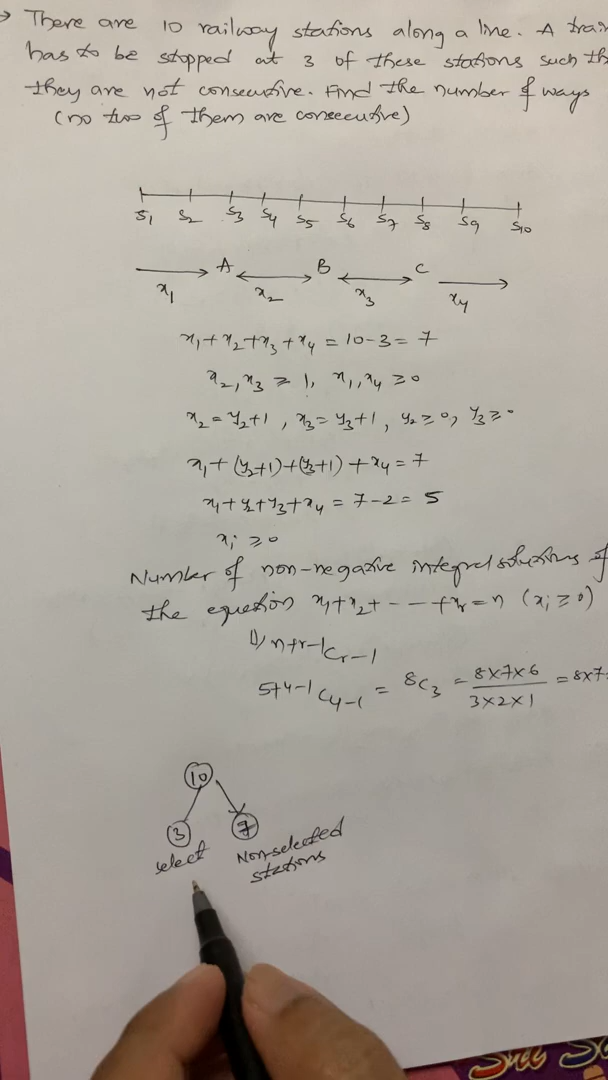 There are 10 railway stations along a line. A train
has to be stopped at 3 of these stations such th
they are not consecutive. Find the number of ways
(no two of them are consecutive)
S1 S2 S3 S4 S5 S6 S7 S8 S9 S10
A B C
x1 x2 x3 x4
x1+x2+x3+x4 = 10-3 = 7
x2, x3 ≥ 1, x1, x4 ≥ 0
x2 = y2+1, x3 = y3+1, y2 ≥ 0, y3 ≥ 0
x1+(y2+1)+(y3+1)+x4 = 7
x1+y2+y3+x4 = 7-2 = 5
xi ≥ 0
Number of non-negative integral solutions of
the equation x1+x2+---+xr = n (xi ≥ 0)
is n+r-1Cr-1
5+4-1C4-1 = 8C3 = 8×7×6/3×2×1 = 8×7
10
3 7
select Nonselected
stations